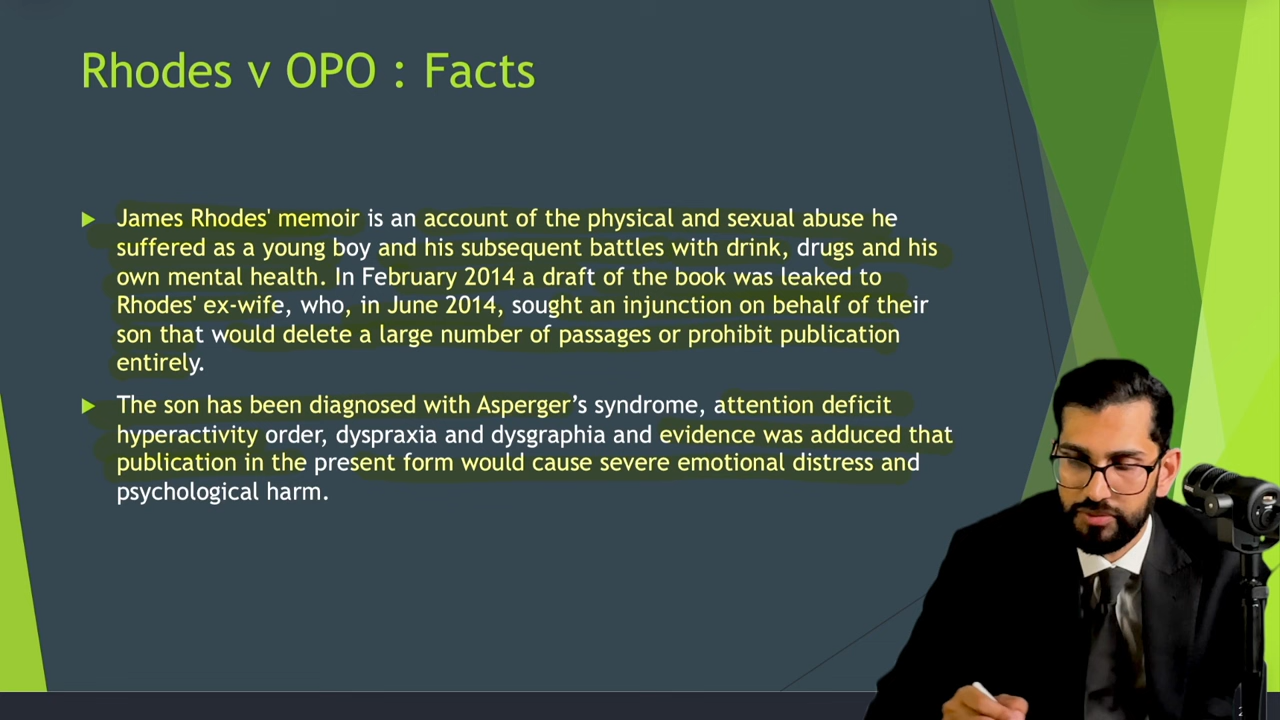 Rhodes v OPO : Facts
James Rhodes' memoir is an account of the physical and sexual abuse he
suffered as a young boy and his subsequent battles with drink, drugs and his
own mental health. In February 2014 a draft of the book was leaked to
Rhodes' ex-wife, who, in June 2014, sought an injunction on behalf of their
son that would delete a large number of passages or prohibit publication
entirely.
The son has been diagnosed with Asperger’s syndrome, attention deficit
hyperactivity order, dyspraxia and dysgraphia and evidence was adduced that
publication in the present form would cause severe emotional distress and
psychological harm.